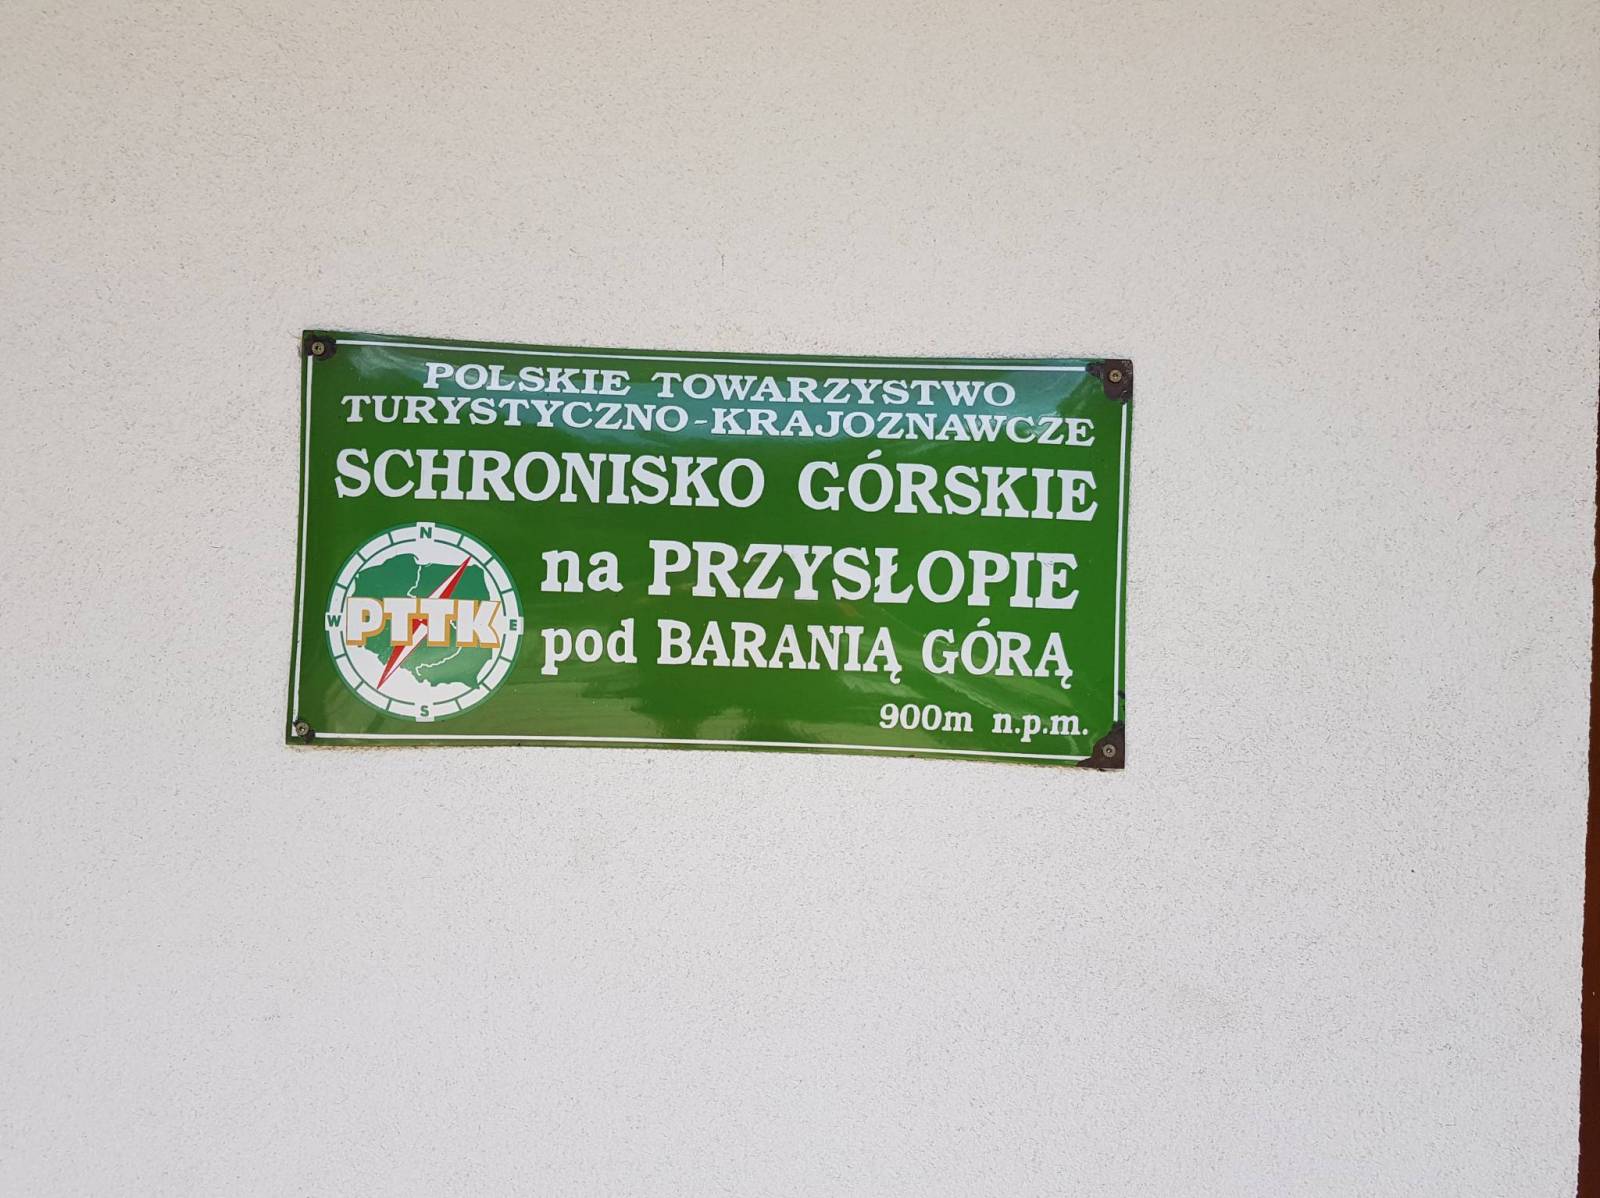 POLSKIE TOWARZYSTWO
TURYSTYCZNO-KRAJOZNAWCZE
SCHRONISKO GÓRSKIE
na PRZYSŁOPIE
pod BARANIĄ GÓRĄ
900m n.p.m.
N
W PTTK E
S